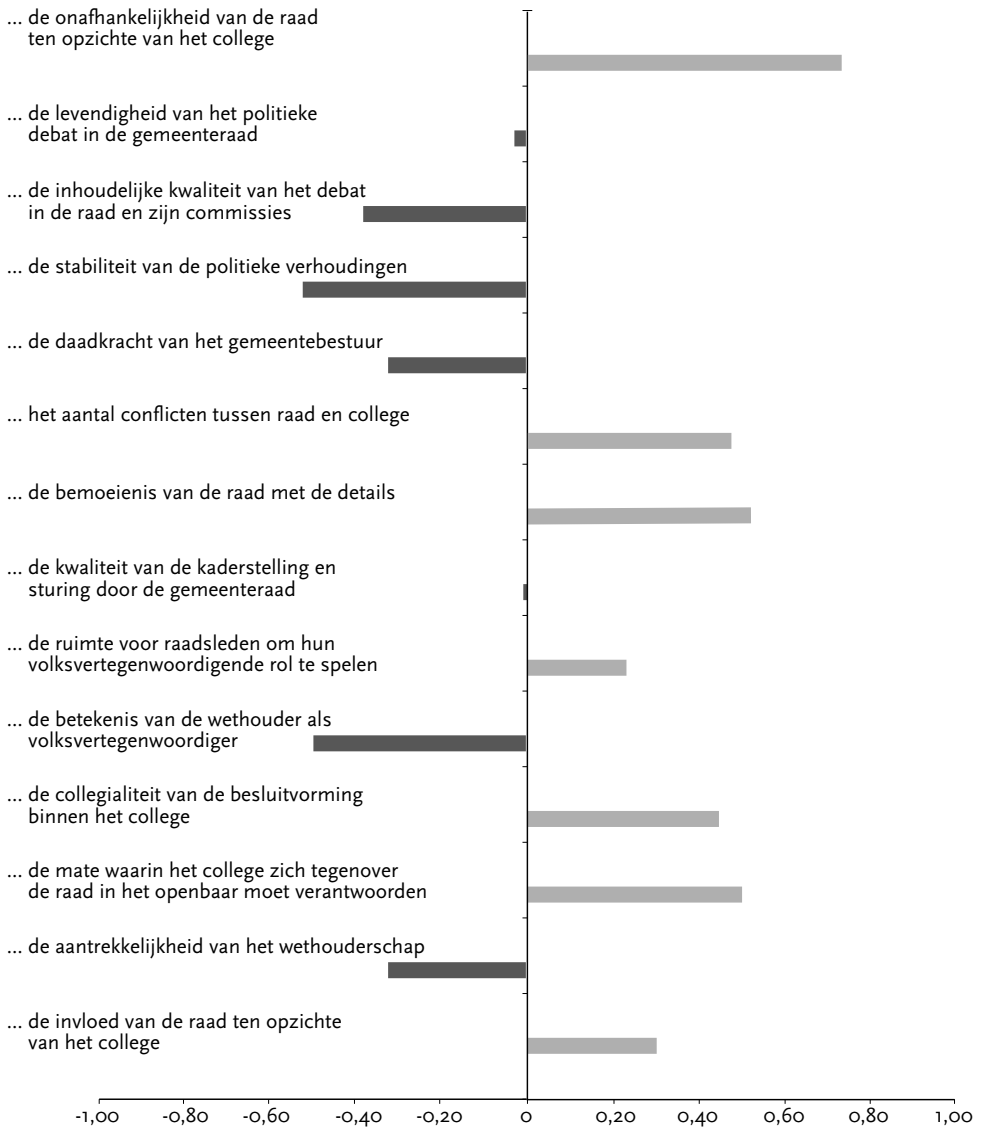 ... de onafhankelijkheid van de raad
ten opzichte van het college
... de levendigheid van het politieke
debat in de gemeenteraad
... de inhoudelijke kwaliteit van het debat
in de raad en zijn commissies
... de stabiliteit van de politieke verhoudingen
... de daadkracht van het gemeentebestuur
... het aantal conflicten tussen raad en college
... de bemoeienis van de raad met de details
... de kwaliteit van de kaderstelling en
sturing door de gemeenteraad
... de ruimte voor raadsleden om hun
volksvertegenwoordigende rol te spelen
... de betekenis van de wethouder als
volksvertegenwoordiger
... de collegialiteit van de besluitvorming
binnen het college
... de mate waarin het college zich tegenover
de raad in het openbaar moet verantwoorden
... de aantrekkelijkheid van het wethouderschap
... de invloed van de raad ten opzichte
van het college
-1,00 -0,80 -0,60 -0,40 -0,20 0 0,20 0,40 0,60 0,80 1,00